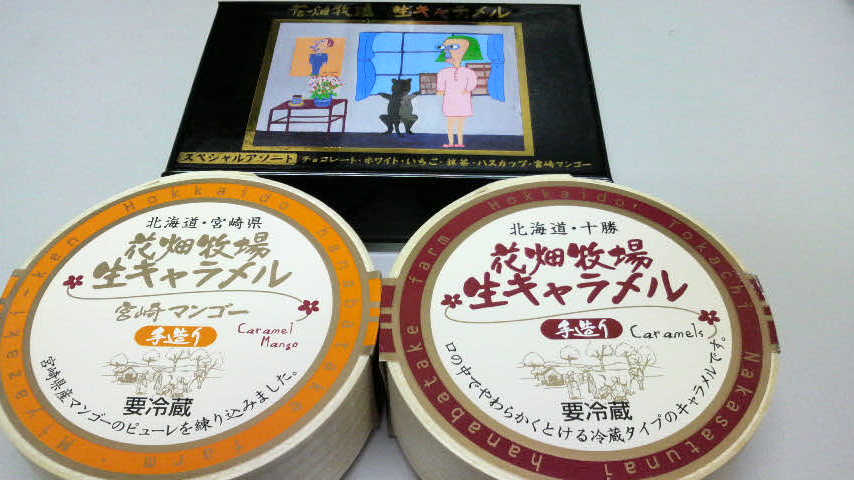 花畑牧場 生キャラメル
スペシャルアソート
チョコレート・ホワイト・いちご・抹茶・ハスカップ・宮崎マンゴー
Miyazaki-ken Hokkaido hanabatake farm
北海道・宮崎県
花畑牧場
生キャラメル
宮崎マンゴー
手造り
Caramel
Mango
宮崎県産マンゴーのピューレを練り込みました。
要冷蔵
hanabatake farm Hokkaido Tokachi Nakasatsunai
北海道・十勝
花畑牧場
生キャラメル
手造り
Caramels
口の中でやわらかくとける冷蔵タイプのキャラメルです。
要冷蔵